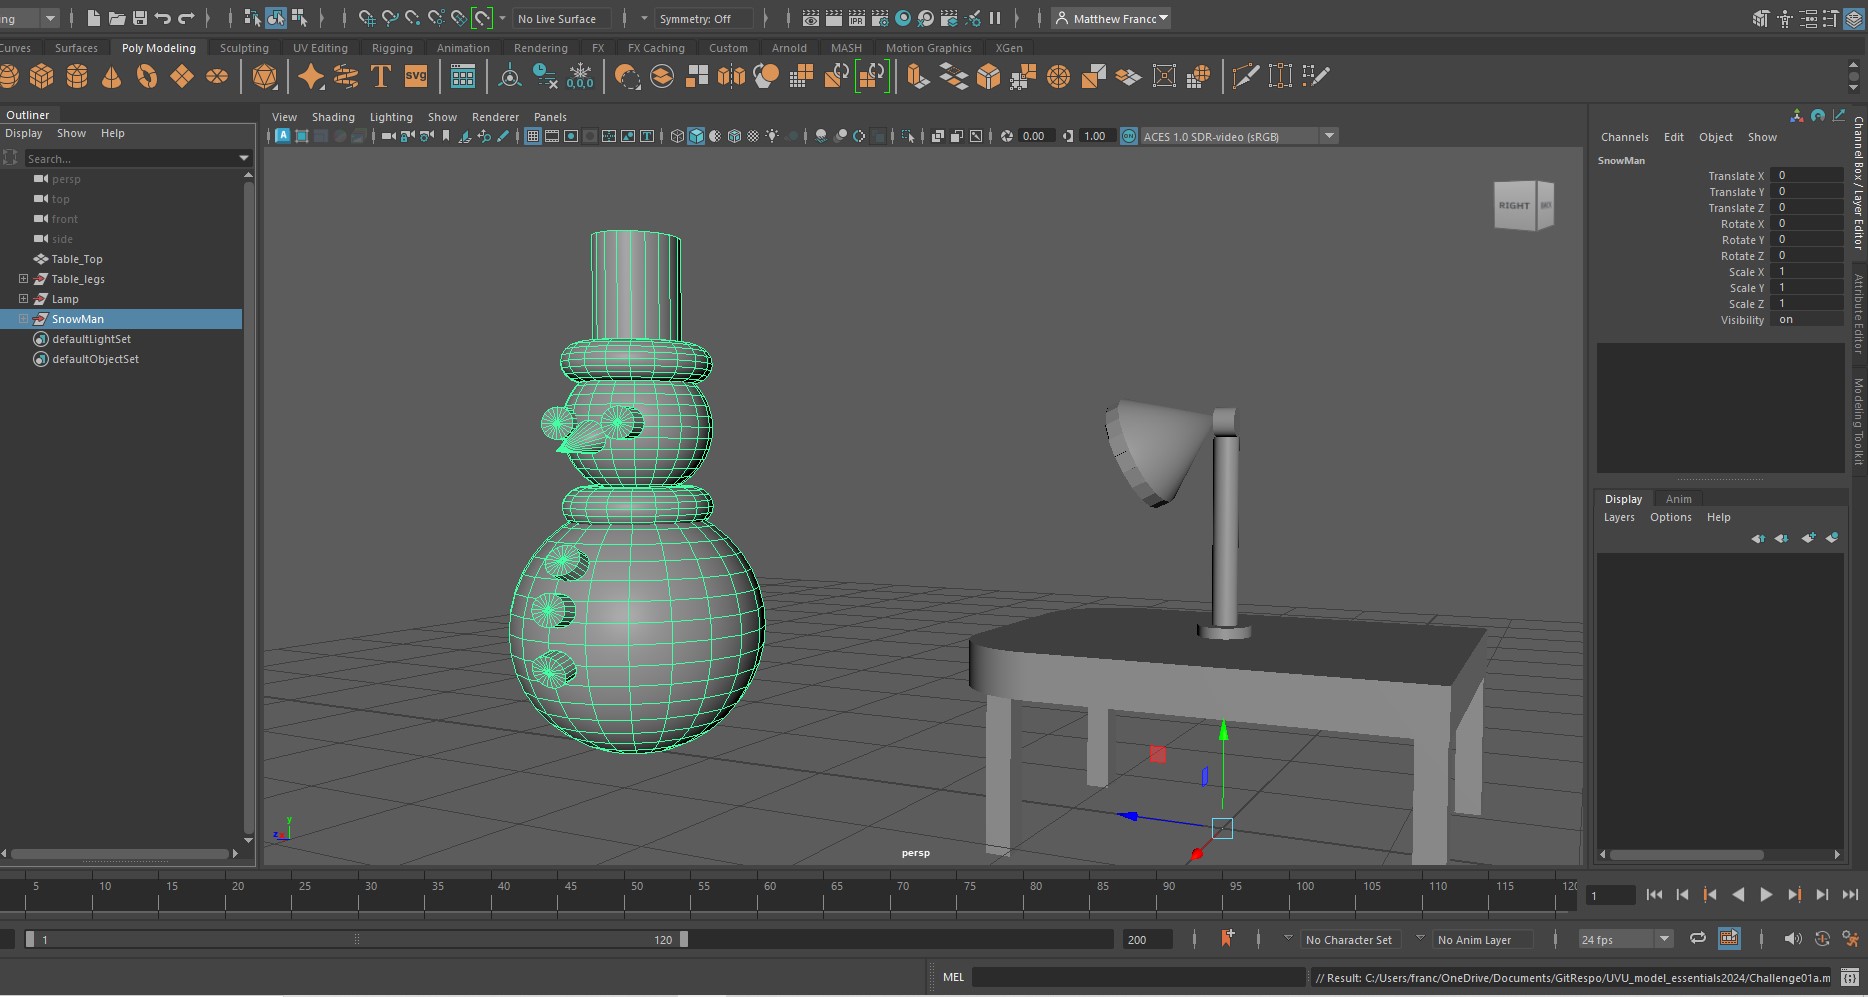 ng
No Live Surface
Symmetry: Off
IPR
Matthew Franco
Curves
Surfaces
Poly Modeling
Sculpting
UV Editing
Rigging
Animation
Rendering
FX
FX Caching
Custom
Arnold
MASH
Motion Graphics
XGen
T
svg
0,0,0
Outliner
Display
Show
Help
Search...
persp
top
front
side
Table_Top
Table_legs
Lamp
SnowMan
defaultLightSet
defaultObjectSet
View
Shading
Lighting
Show
Renderer
Panels
0.00
1.00
ON
ACES 1.0 SDR-video (sRGB)
RIGHT
y
z
persp
Channels
Edit
Object
Show
SnowMan
Translate X 0
Translate Y 0
Translate Z 0
Rotate X 0
Rotate Y 0
Rotate Z 0
Scale X 1
Scale Y 1
Scale Z 1
Visibility on
Channel Box / Layer Editor
Attribute Editor
Modeling Toolkit
Display
Anim
Layers
Options
Help
5 10 15 20 25 30 35 40 45 50 55 60 65 70 75 80 85 90 95 100 105 110 115 120
1
1
120
200
No Character Set
No Anim Layer
24 fps
MEL
// Result: C:/Users/franc/OneDrive/Documents/GitRespo/UVU_model_essentials2024/Challenge01a.m